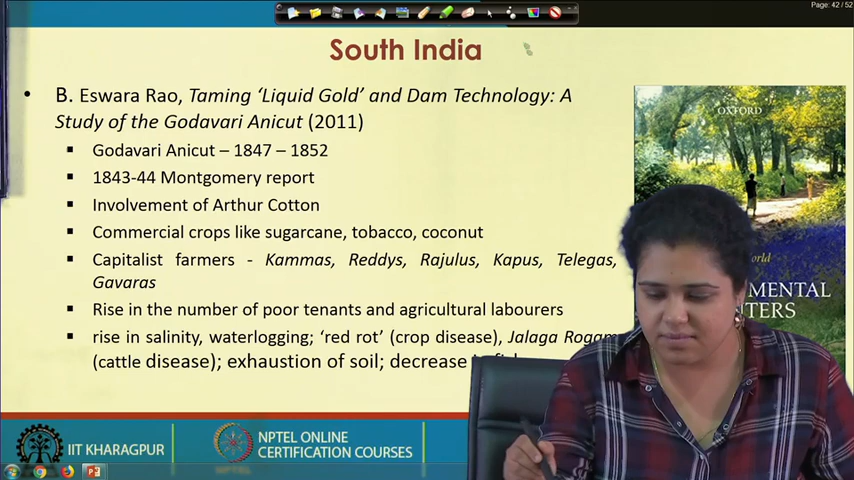 Page: 42 / 52
South India
B. Eswara Rao, Taming ‘Liquid Gold’ and Dam Technology: A
Study of the Godavari Anicut (2011)
Godavari Anicut – 1847 – 1852
1843-44 Montgomery report
Involvement of Arthur Cotton
Commercial crops like sugarcane, tobacco, coconut
Capitalist farmers - Kammas, Reddys, Rajulus, Kapus, Telegas,
Gavaras
Rise in the number of poor tenants and agricultural labourers
rise in salinity, waterlogging; ‘red rot’ (crop disease), Jalaga Rogam
(cattle disease); exhaustion of soil; decrease
OXFORD
IIT KHARAGPUR
NPTEL ONLINE
CERTIFICATION COURSES
NPTEL